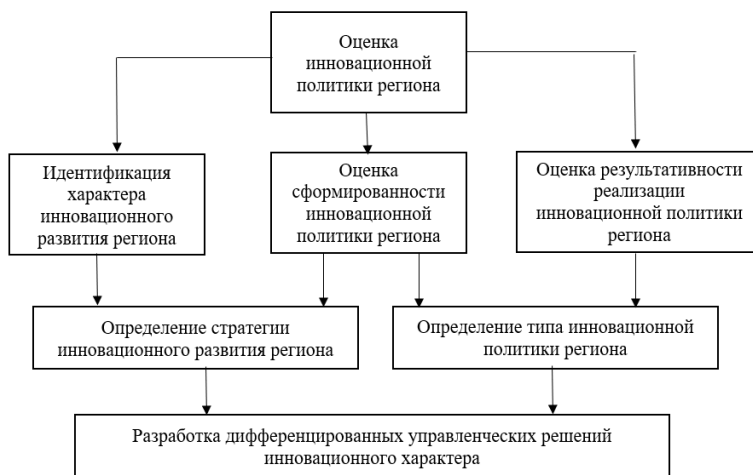 Оценка
инновационной
политики региона
Идентификация
характера
инновационного
развития региона
Оценка
сформированности
инновационной
политики региона
Оценка результативности
реализации
инновационной политики
региона
Определение стратегии
инновационного развития региона
Определение типа инновационной
политики региона
Разработка дифференцированных управленческих решений
инновационного характера